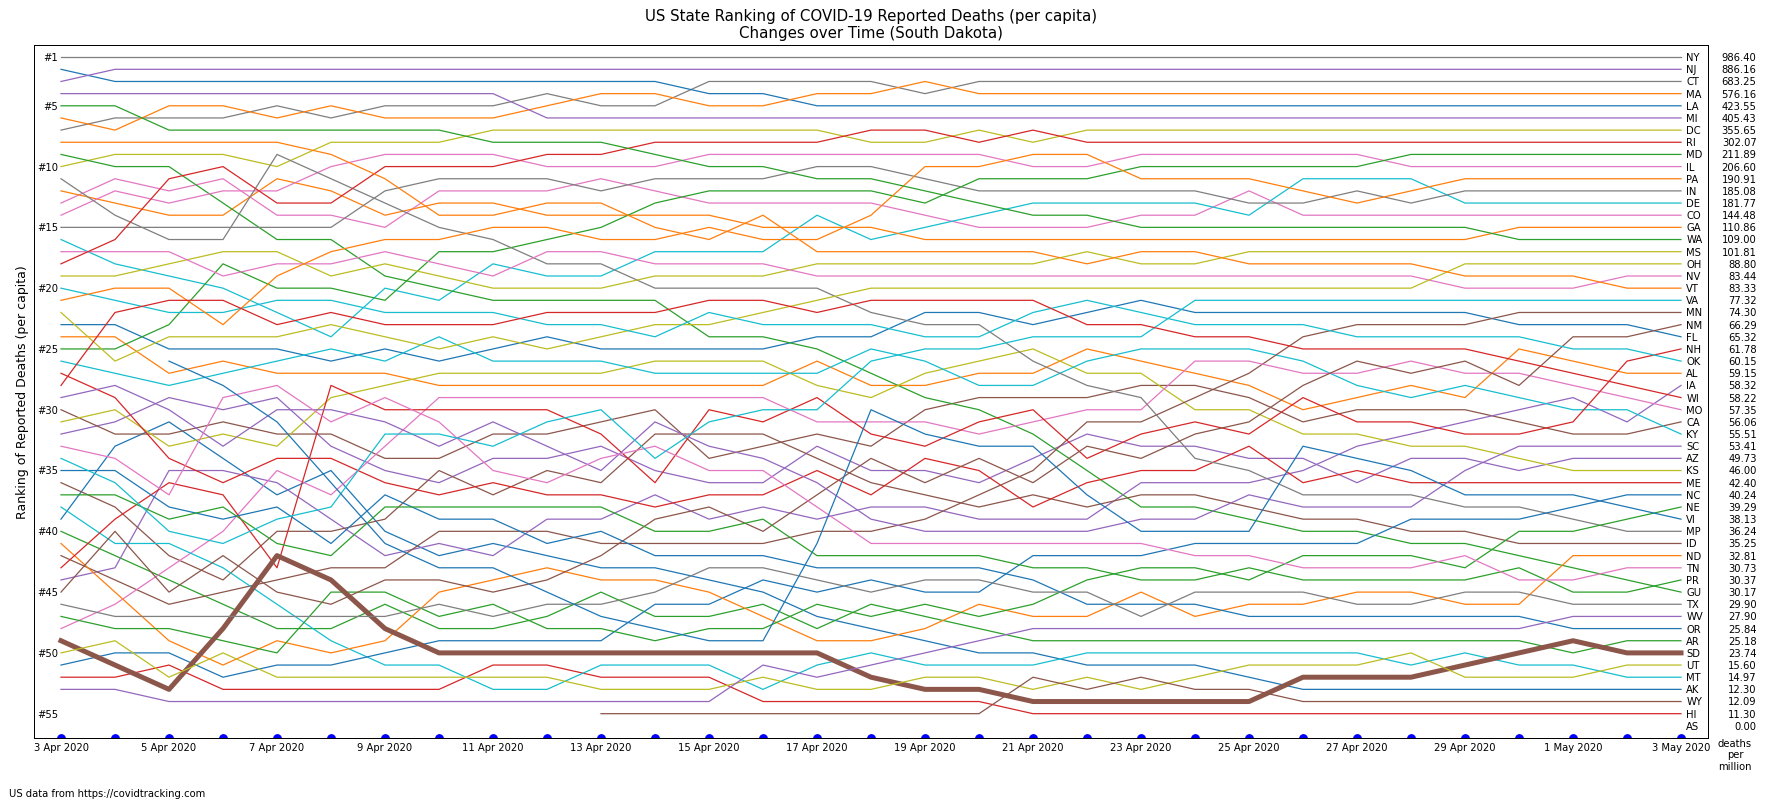 US State Ranking of COVID-19 Reported Deaths (per capita)
Changes over Time (South Dakota)
Ranking of Reported Deaths (per capita)
#1
#5
#10
#15
#20
#25
#30
#35
#40
#45
#50
#55
NY 986.40
NJ 886.16
CT 683.25
MA 576.16
LA 423.55
MI 405.43
DC 355.65
RI 302.07
MD 211.89
IL 206.60
PA 190.91
IN 185.08
DE 181.77
CO 144.48
GA 110.86
WA 109.00
MS 101.81
OH 88.80
NV 83.44
VT 83.33
VA 77.32
MN 74.30
NM 66.29
FL 65.32
NH 61.78
OK 60.15
AL 59.15
IA 58.32
WI 58.22
MO 57.35
CA 56.06
KY 55.51
SC 53.41
AZ 49.73
KS 46.00
ME 42.40
NC 40.24
NE 39.29
VI 38.13
MP 36.24
ID 35.25
ND 32.81
TN 30.73
PR 30.37
GU 30.17
TX 29.90
WV 27.90
OR 25.84
AR 25.18
SD 23.74
UT 15.60
MT 14.97
AK 12.30
WY 12.09
HI 11.30
AS 0.00
3 Apr 2020 5 Apr 2020 7 Apr 2020 9 Apr 2020 11 Apr 2020 13 Apr 2020 15 Apr 2020 17 Apr 2020 19 Apr 2020 21 Apr 2020 23 Apr 2020 25 Apr 2020 27 Apr 2020 29 Apr 2020 1 May 2020 3 May 2020
deaths
per
million
US data from https://covidtracking.com